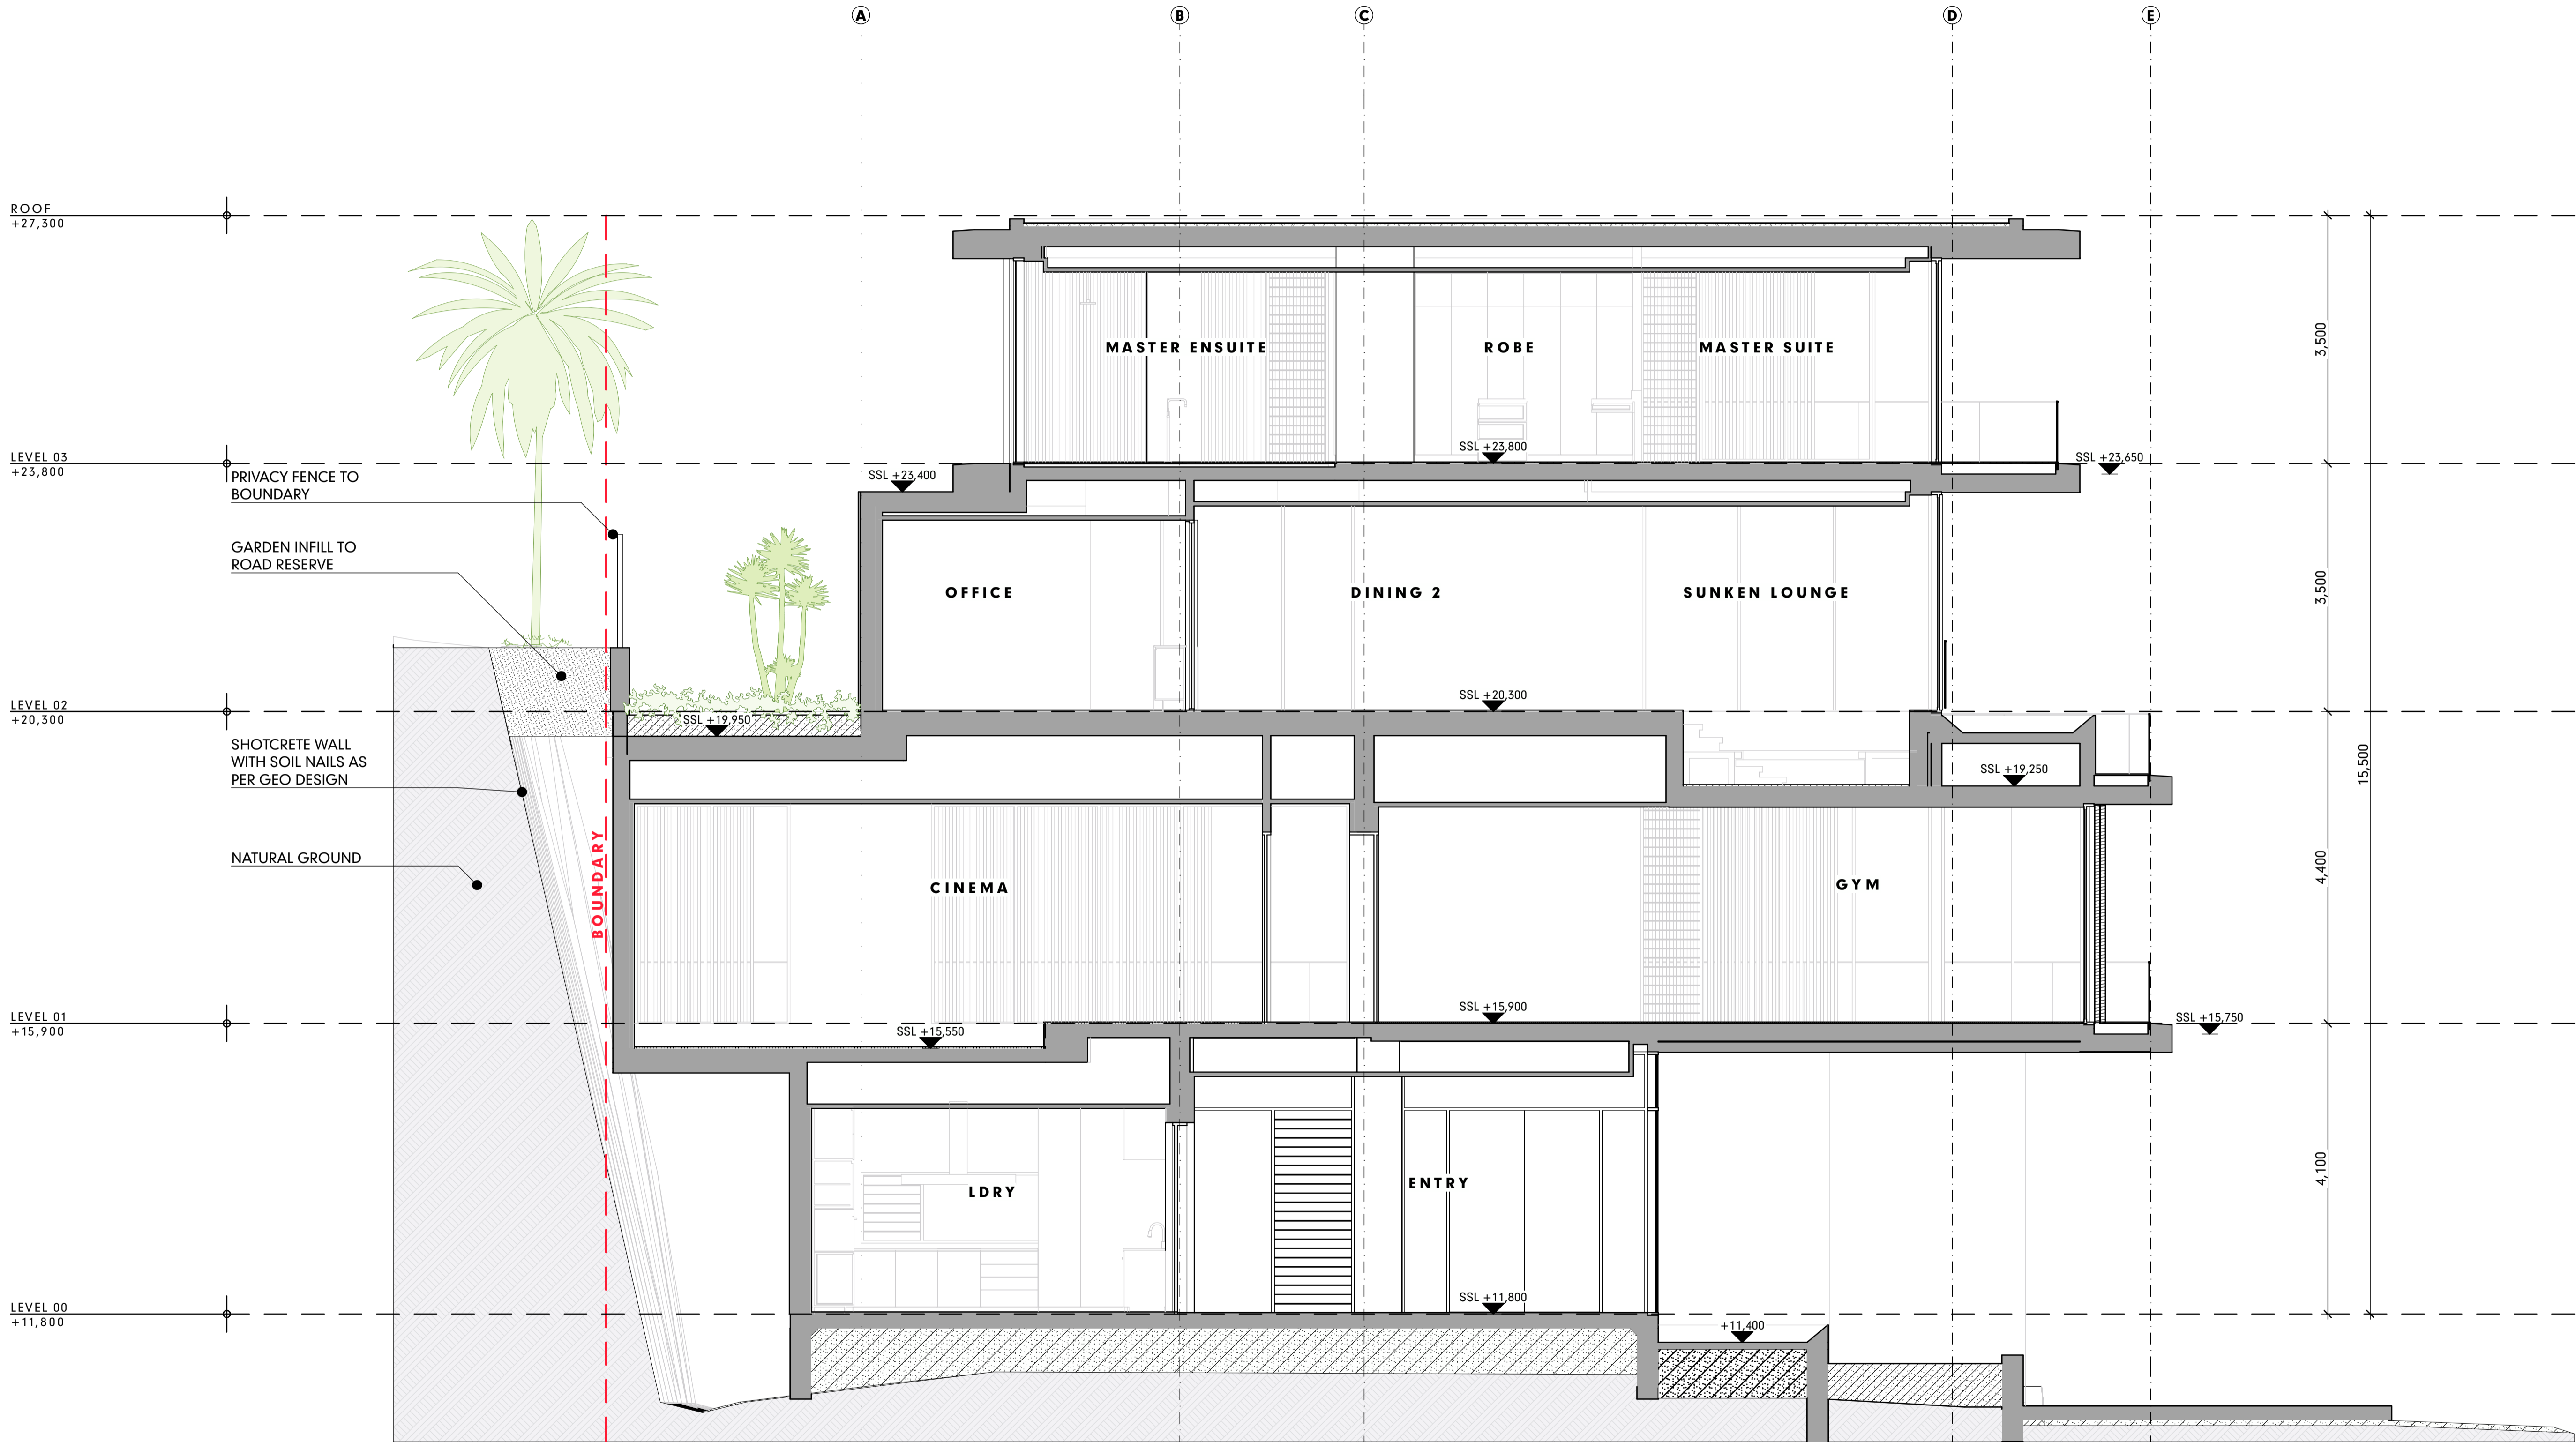 A
B
C
D
E
ROOF
+27,300
3,500
MASTER ENSUITE
ROBE
MASTER SUITE
SSL +23,800
LEVEL 03
+23,800
SSL +23,650
PRIVACY FENCE TO
BOUNDARY
SSL +23,400
GARDEN INFILL TO
ROAD RESERVE
OFFICE
DINING 2
SUNKEN LOUNGE
3,500
SSL +20,300
LEVEL 02
+20,300
SSL +19,950
SHOTCRETE WALL
WITH SOIL NAILS AS
PER GEO DESIGN
SSL +19,250
15,500
NATURAL GROUND
BOUNDARY
CINEMA
GYM
4,400
SSL +15,900
LEVEL 01
+15,900
SSL +15,550
SSL +15,750
LDRY
ENTRY
4,100
SSL +11,800
LEVEL 00
+11,800
+11,400